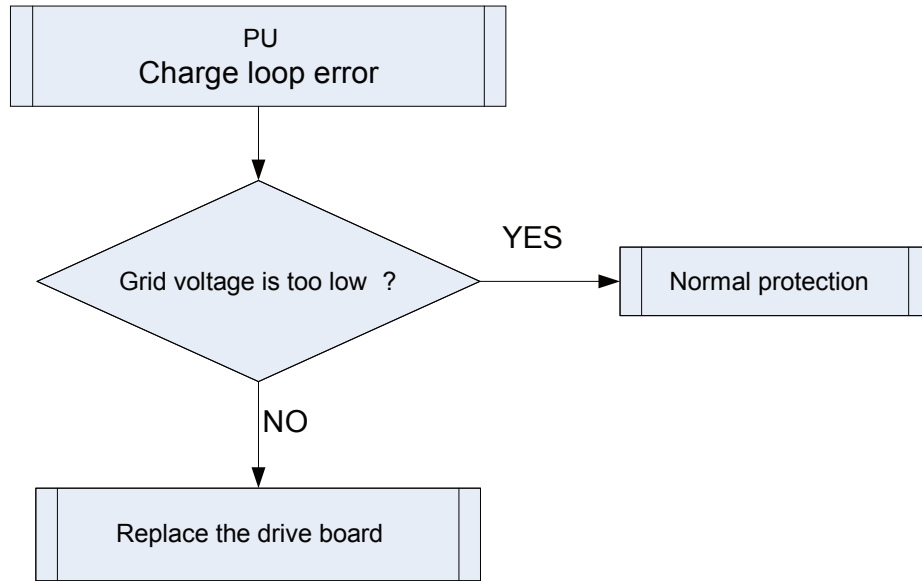 PU
Charge loop error
YES
Grid voltage is too low ?
Normal protection
NO
Replace the drive board